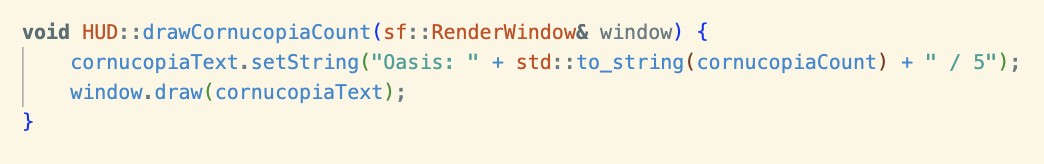 void HUD::drawCornucopiaCount(sf::RenderWindow& window) {
    cornucopiaText.setString("Oasis: " + std::to_string(cornucopiaCount) + " / 5");
    window.draw(cornucopiaText);
}